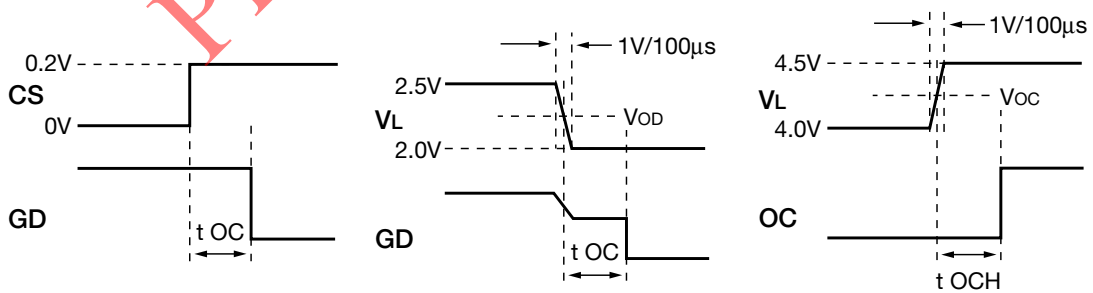 0.2V
CS
0V
GD
t OC
1V/100μs
2.5V
VL
VOD
2.0V
GD
t OC
1V/100μs
4.5V
VL
VOC
4.0V
OC
t OCH